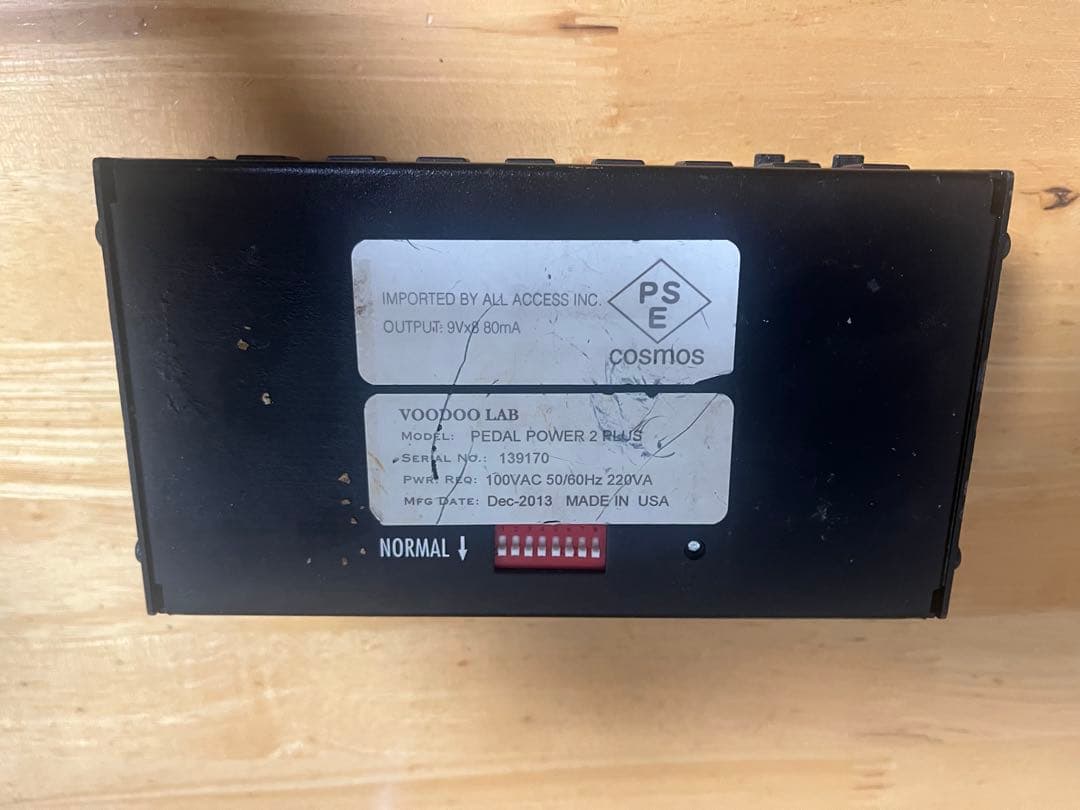 IMPORTED BY ALL ACCESS INC.
OUTPUT: 9Vx8 80mA
PS
E
cosmos
VOODOO LAB
MODEL: PEDAL POWER 2 PLUS
SERIAL NO.: 139170
PWR. REQ: 100VAC 50/60Hz 220VA
MFG DATE: Dec-2013 MADE IN USA
NORMAL ↓